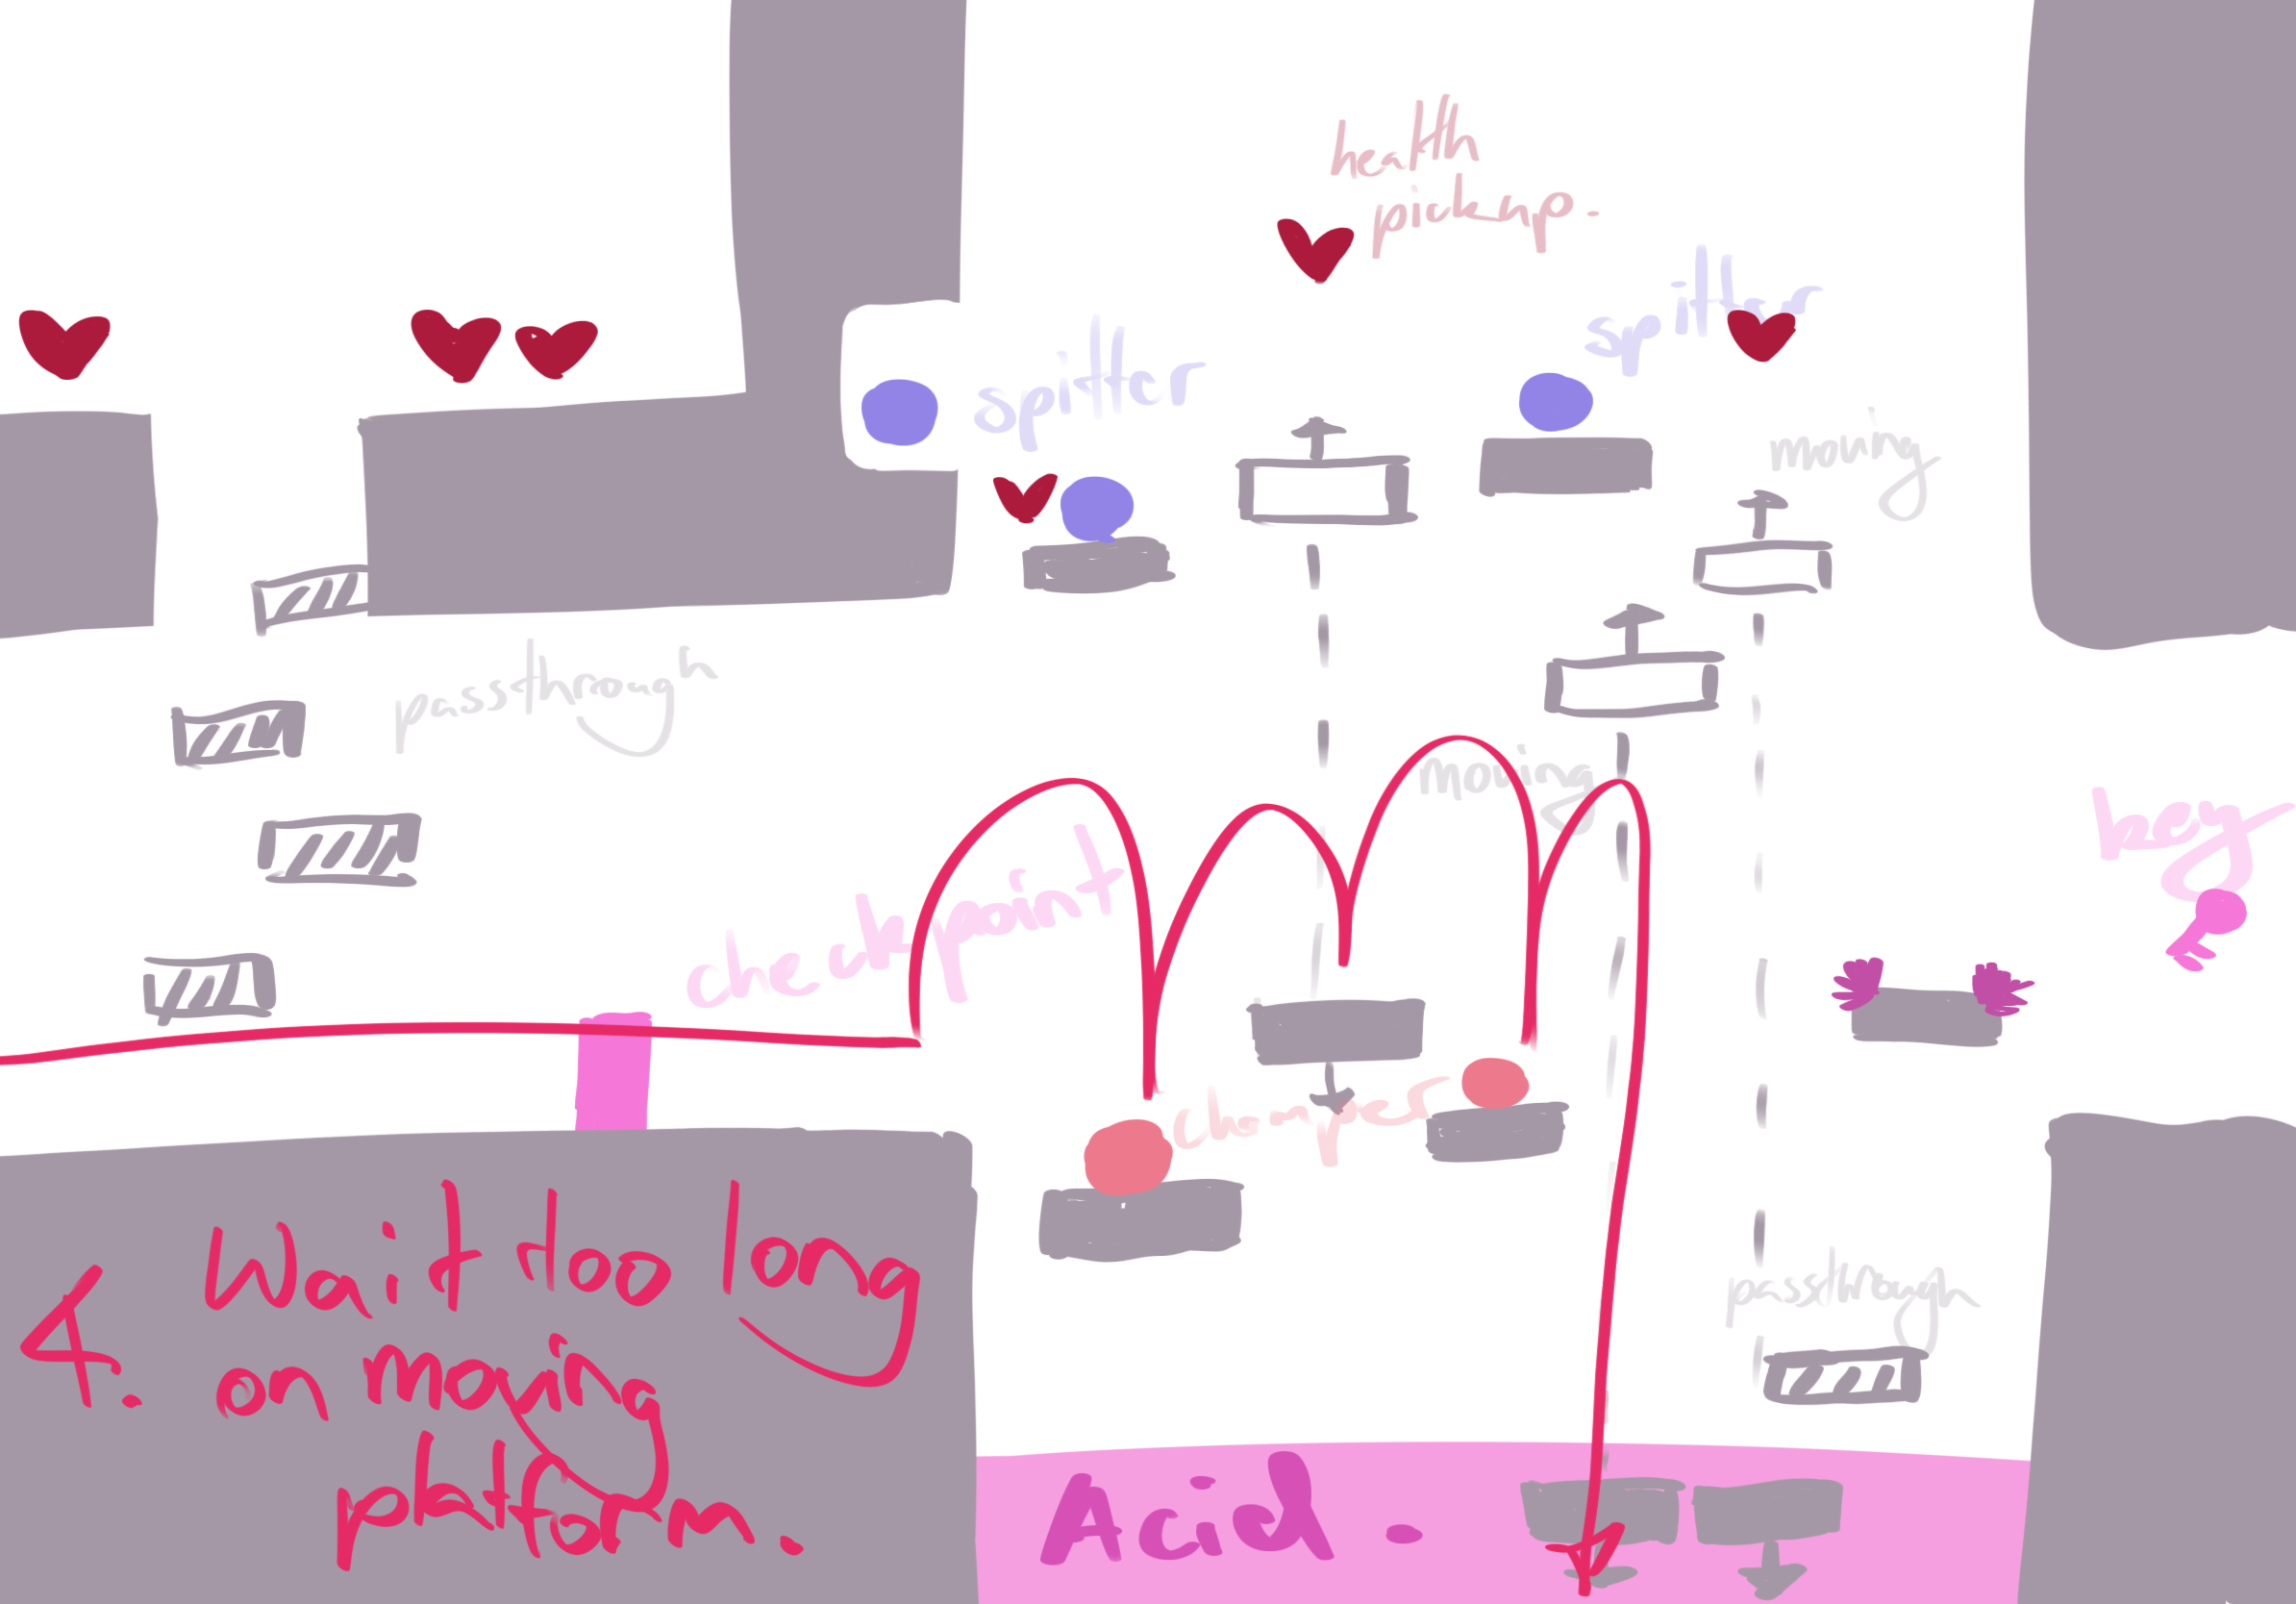 health
pickup.
spitter
spitter
moving
passthrough
moving
key
checkpoint
chomper
passthrough
4. Wait too long
on moving
platform.
Acid.